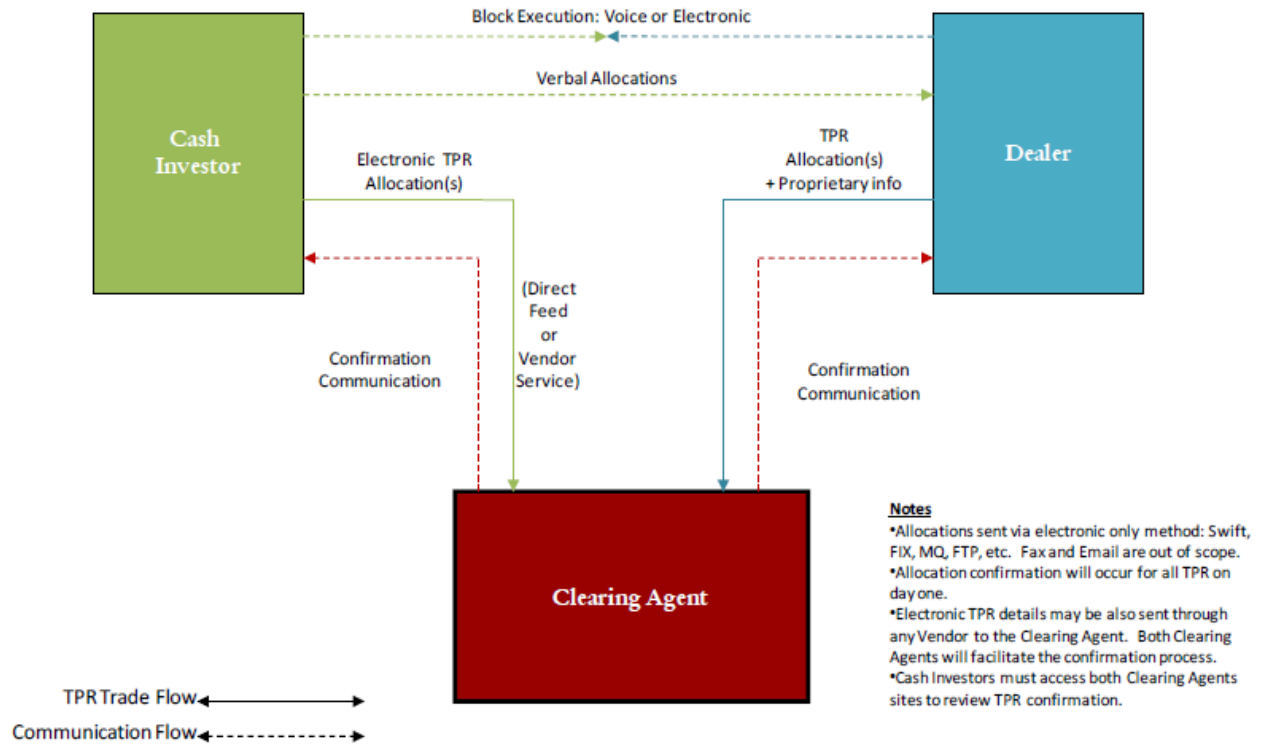 Block Execution: Voice or Electronic
Verbal Allocations
Cash
Investor
Dealer
Electronic TPR
Allocation(s)
TPR
Allocation(s)
+ Proprietary info
(Direct
Feed
or
Vendor
Service)
Confirmation
Communication
Confirmation
Communication
Clearing Agent
Notes
•Allocations sent via electronic only method: Swift,
FIX, MQ, FTP, etc.  Fax and Email are out of scope.
•Allocation confirmation will occur for all TPR on
day one.
•Electronic TPR details may be also sent through
any Vendor to the Clearing Agent.  Both Clearing
Agents will facilitate the confirmation process.
•Cash Investors must access both Clearing Agents
sites to review TPR confirmation.
TPR Trade Flow
Communication Flow